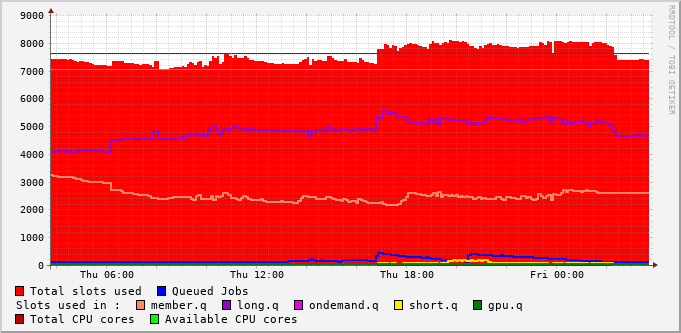 9000
8000
7000
6000
5000
4000
3000
2000
1000
0
Thu 06:00 Thu 12:00 Thu 18:00 Fri 00:00
RRDTOOL / TOBI OETIKER
Total slots used Queued Jobs
Slots used in : member.q long.q ondemand.q short.q gpu.q
Total CPU cores Available CPU cores